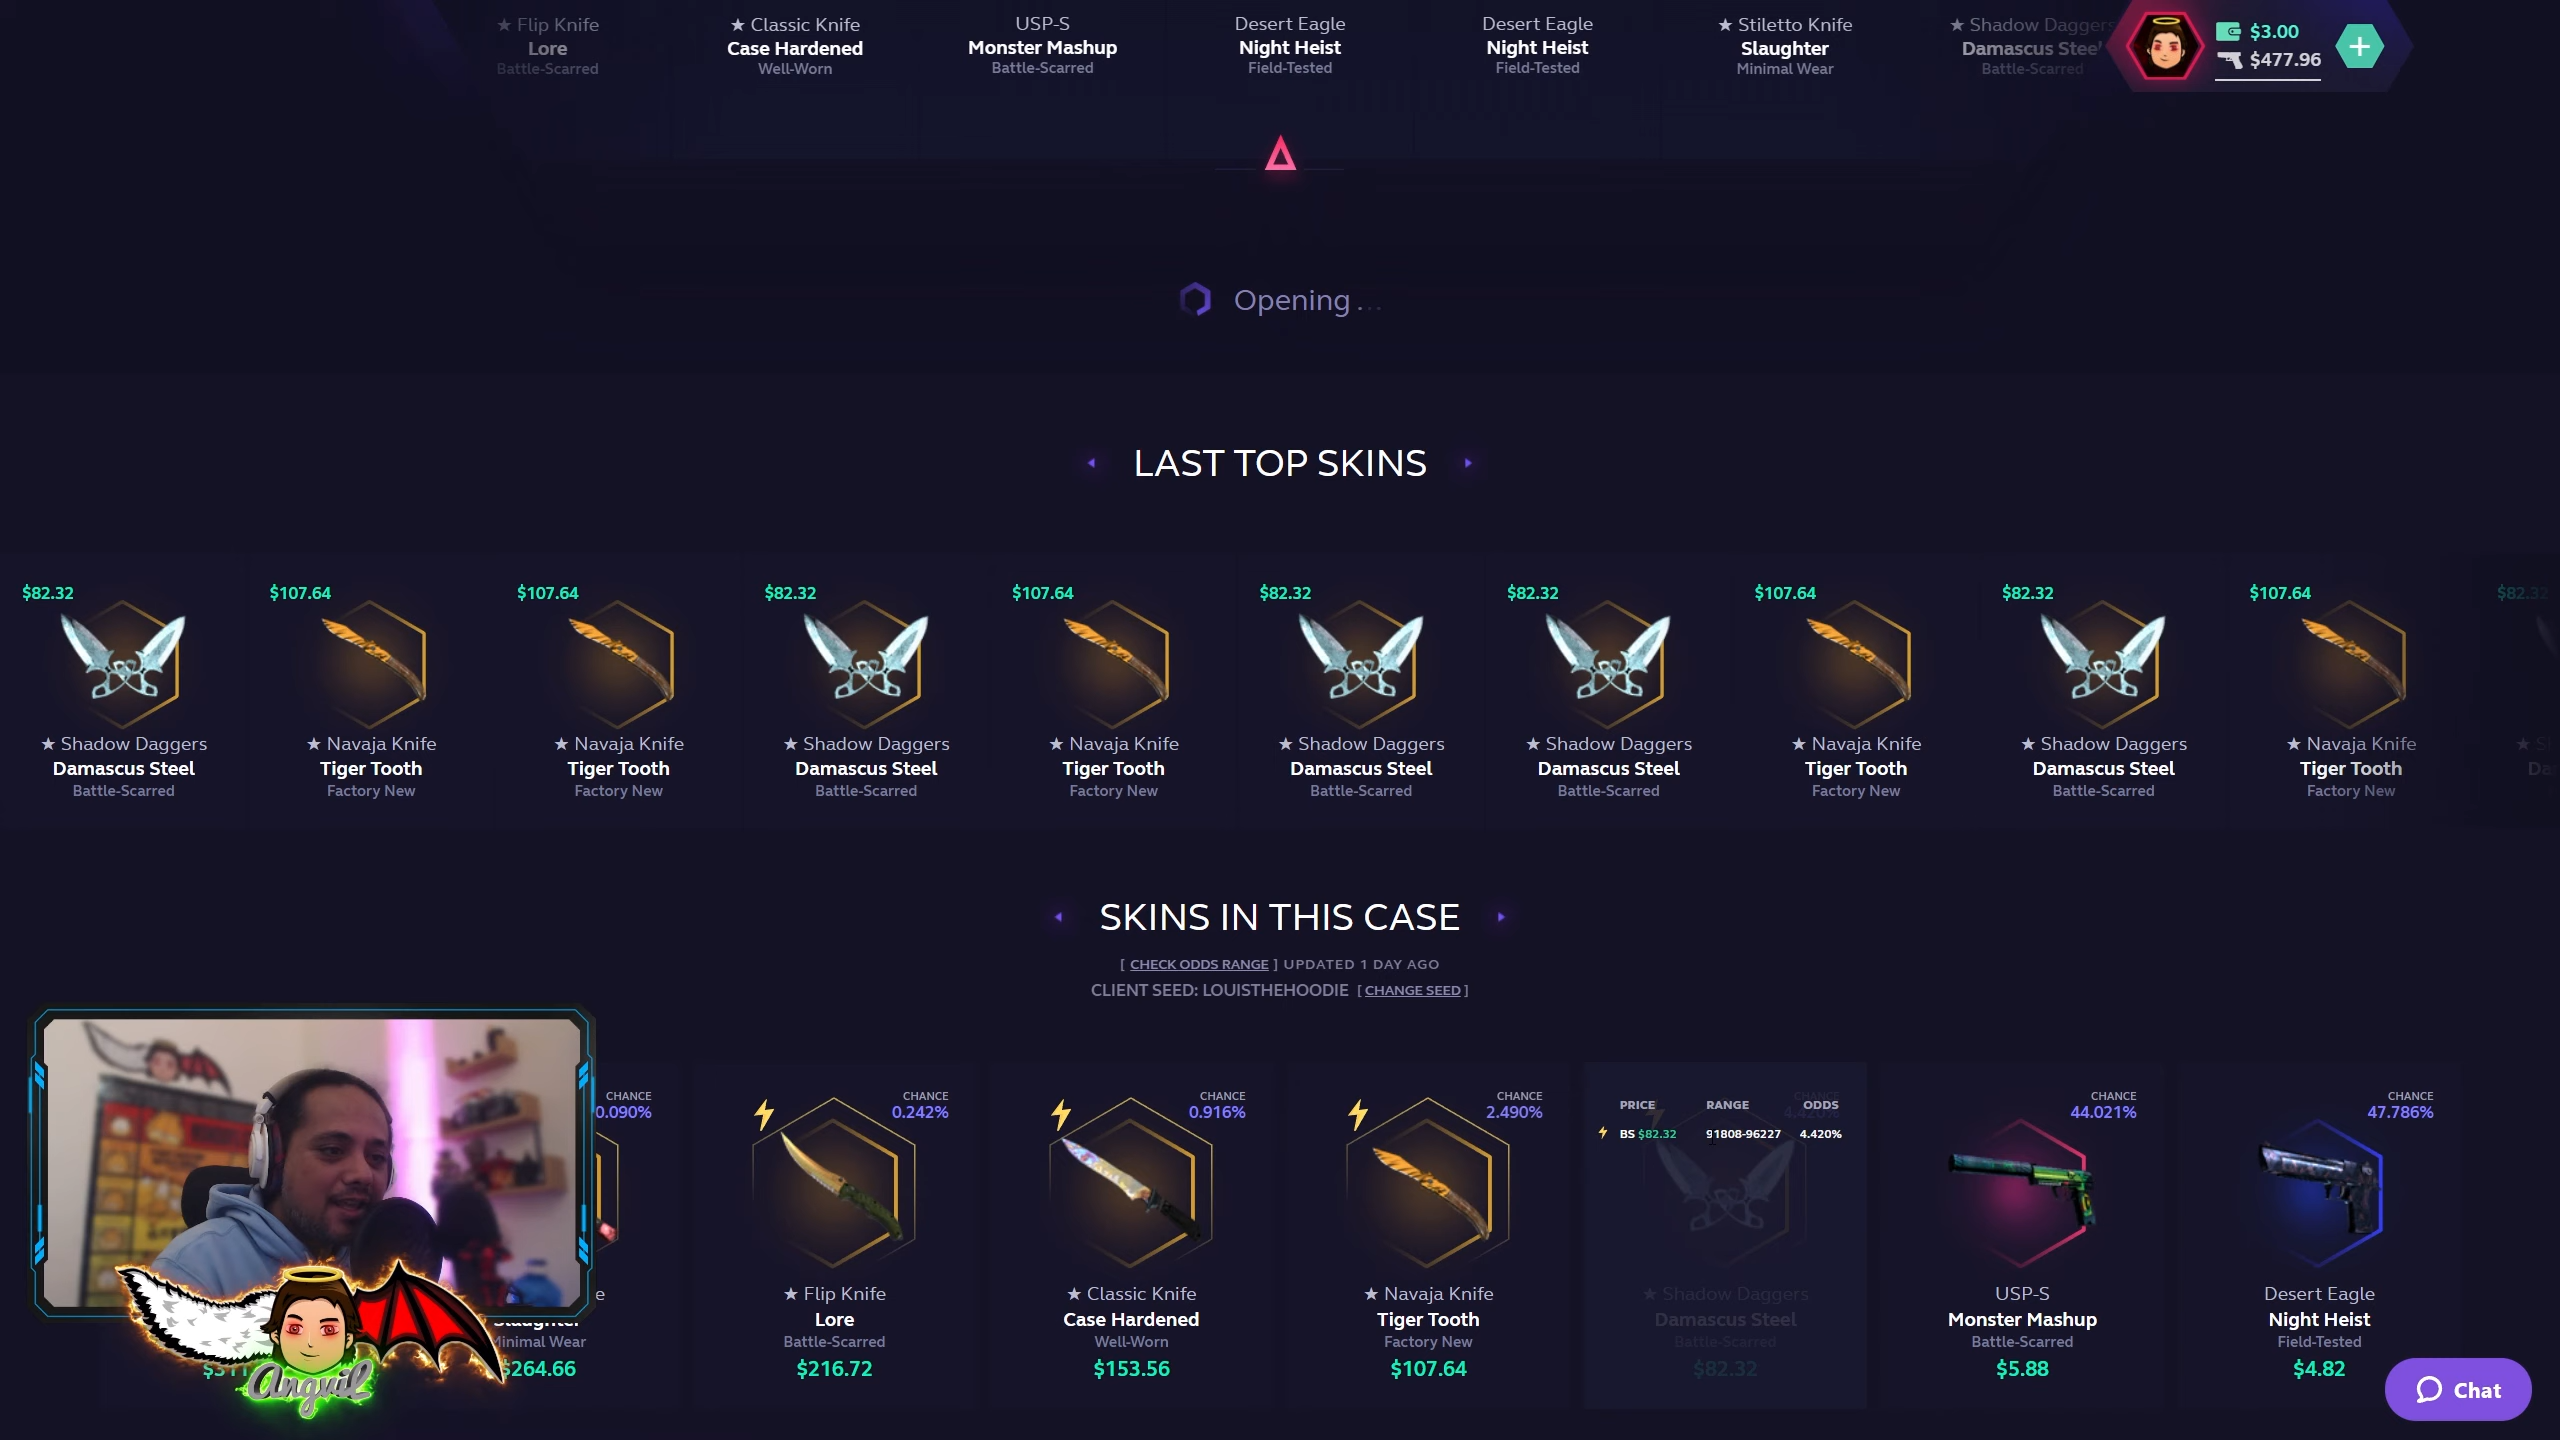 ★ Flip Knife
Lore
Battle-Scarred
★ Classic Knife
Case Hardened
Well-Worn
USP-S
Monster Mashup
Battle-Scarred
Desert Eagle
Night Heist
Field-Tested
Desert Eagle
Night Heist
Field-Tested
★ Stiletto Knife
Slaughter
Minimal Wear
★ Shadow Daggers
Damascus Steel
Battle-Scarred
$3.00
$477.96
Opening ...
LAST TOP SKINS
$82.32
★ Shadow Daggers
Damascus Steel
Battle-Scarred
$107.64
★ Navaja Knife
Tiger Tooth
Factory New
$107.64
★ Navaja Knife
Tiger Tooth
Factory New
$82.32
★ Shadow Daggers
Damascus Steel
Battle-Scarred
$107.64
★ Navaja Knife
Tiger Tooth
Factory New
$82.32
★ Shadow Daggers
Damascus Steel
Battle-Scarred
$82.32
★ Shadow Daggers
Damascus Steel
Battle-Scarred
$107.64
★ Navaja Knife
Tiger Tooth
Factory New
$82.32
★ Shadow Daggers
Damascus Steel
Battle-Scarred
$107.64
★ Navaja Knife
Tiger Tooth
Factory New
$82.32
SKINS IN THIS CASE
[ CHECK ODDS RANGE ] UPDATED 1 DAY AGO
CLIENT SEED: LOUISTHEHOODIE [ CHANGE SEED ]
CHANCE
0.090%
Slaughter
Minimal Wear
$264.66
CHANCE
0.242%
★ Flip Knife
Lore
Battle-Scarred
$216.72
CHANCE
0.916%
★ Classic Knife
Case Hardened
Well-Worn
$153.56
CHANCE
2.490%
★ Navaja Knife
Tiger Tooth
Factory New
$107.64
CHANCE
4.420%
PRICE RANGE ODDS
BS $82.32 91808-96227 4.420%
★ Shadow Daggers
Damascus Steel
Battle-Scarred
$82.32
CHANCE
44.021%
USP-S
Monster Mashup
Battle-Scarred
$5.88
CHANCE
47.786%
Desert Eagle
Night Heist
Field-Tested
$4.82
Angvil
Chat